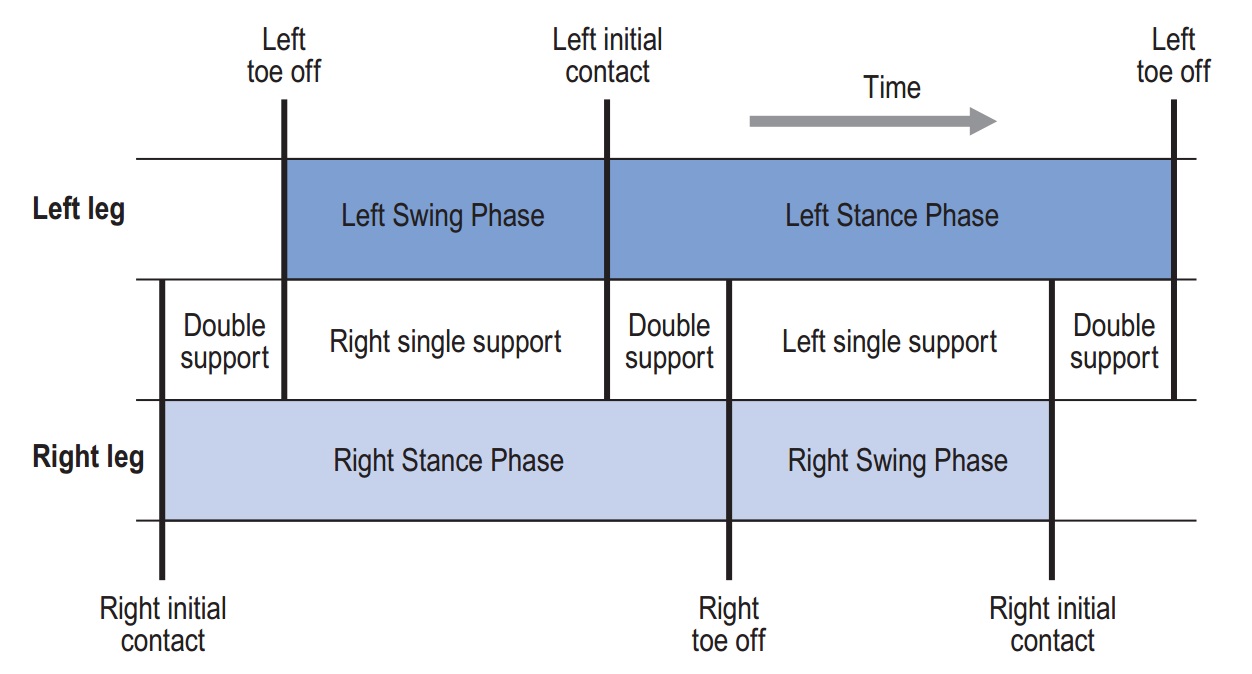 Left
toe off
Left initial
contact
Left
toe off
Time
Left leg
Left Swing Phase
Left Stance Phase
Double
support
Right single support
Double
support
Left single support
Double
support
Right leg
Right Stance Phase
Right Swing Phase
Right initial
contact
Right
toe off
Right initial
contact